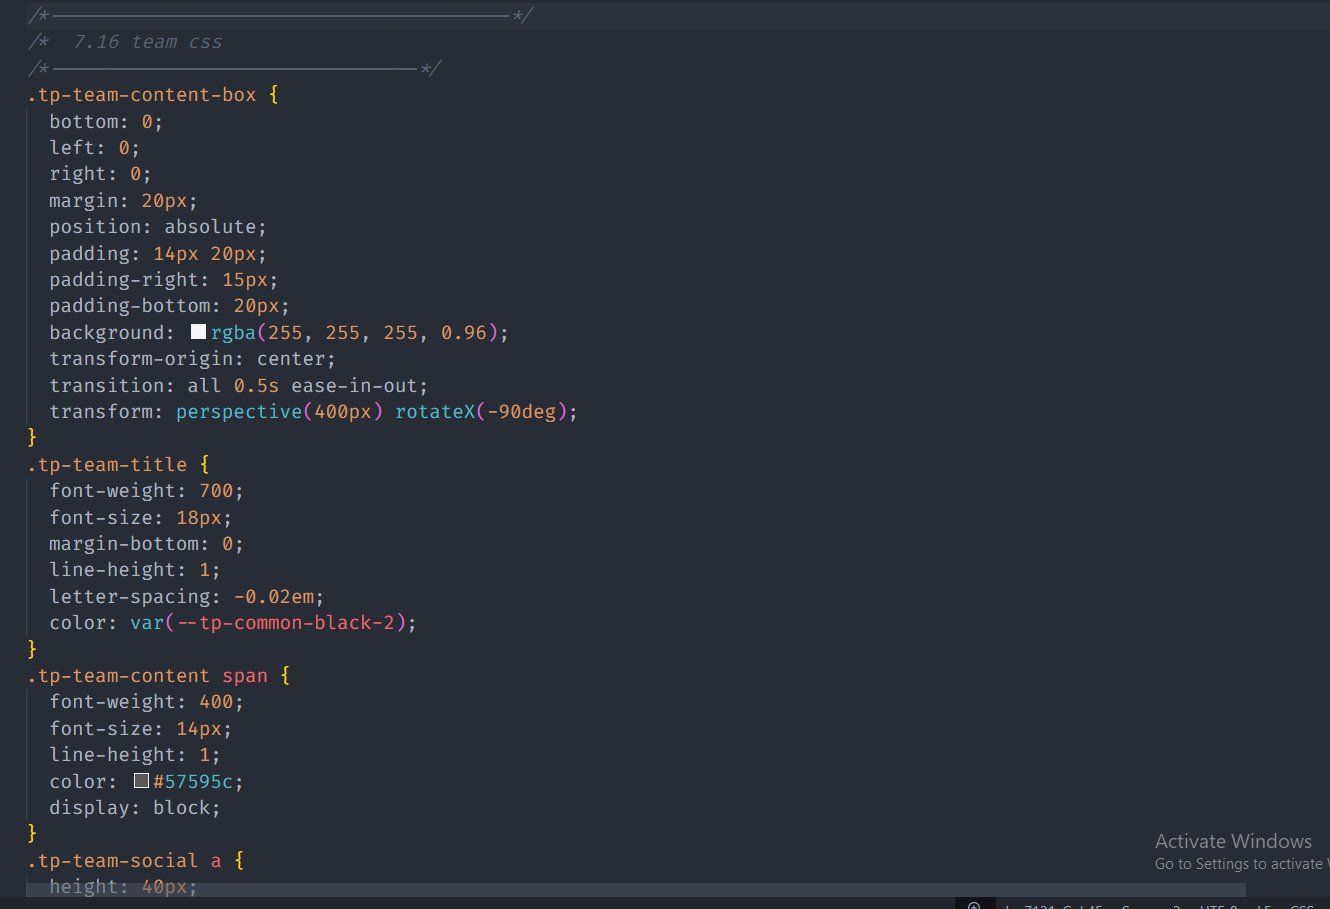 /*----------------------------------------*/
/*  7.16 team css
/*--------------------------------*/
.tp-team-content-box {
  bottom: 0;
  left: 0;
  right: 0;
  margin: 20px;
  position: absolute;
  padding: 14px 20px;
  padding-right: 15px;
  padding-bottom: 20px;
  background: rgba(255, 255, 255, 0.96);
  transform-origin: center;
  transition: all 0.5s ease-in-out;
  transform: perspective(400px) rotateX(-90deg);
}
.tp-team-title {
  font-weight: 700;
  font-size: 18px;
  margin-bottom: 0;
  line-height: 1;
  letter-spacing: -0.02em;
  color: var(--tp-common-black-2);
}
.tp-team-content span {
  font-weight: 400;
  font-size: 14px;
  line-height: 1;
  color: #57595c;
  display: block;
}
.tp-team-social a {
  height: 40px;
Activate Windows
Go to Settings to activate